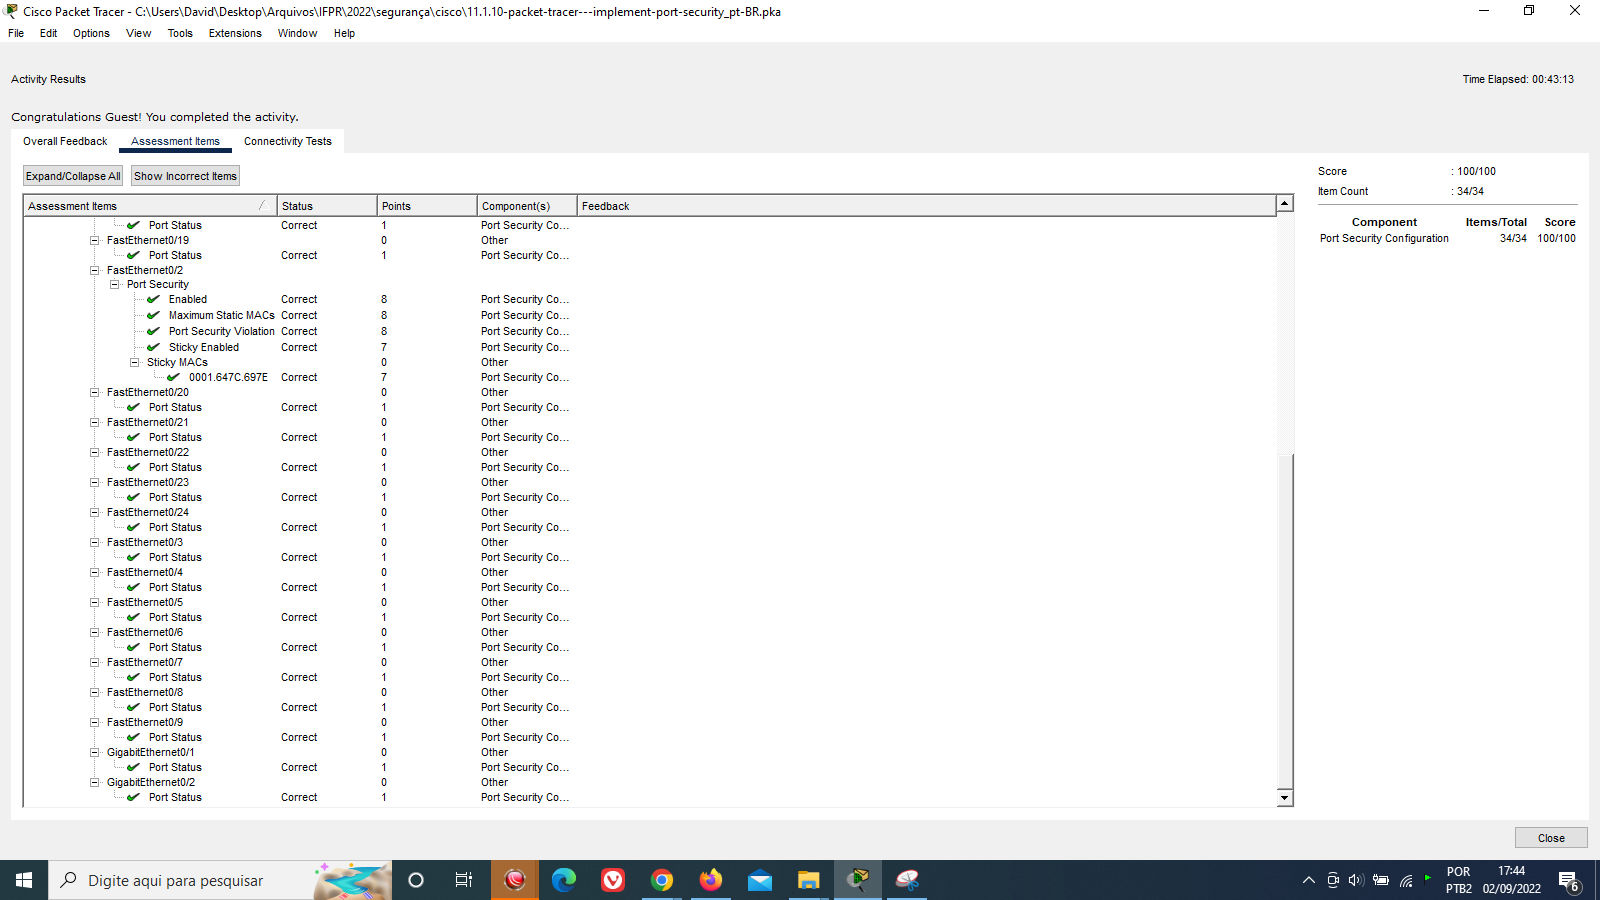 Cisco Packet Tracer - C:\Users\David\Desktop\Arquivos\IFPR\2022\segurança\cisco\11.1.10-packet-tracer---implement-port-security_pt-BR.pka
File Edit Options View Tools Extensions Window Help
Activity Results Time Elapsed: 00:43:13
Congratulations Guest! You completed the activity.
Overall Feedback Assessment Items Connectivity Tests
Expand/Collapse All Show Incorrect Items
Assessment Items Status Points Component(s) Feedback
Port Status Correct 1 Port Security Co...
FastEthernet0/19 0 Other
Port Status Correct 1 Port Security Co...
FastEthernet0/2
Port Security
Enabled Correct 8 Port Security Co...
Maximum Static MACs Correct 8 Port Security Co...
Port Security Violation Correct 8 Port Security Co...
Sticky Enabled Correct 7 Port Security Co...
Sticky MACs 0 Other
0001.647C.697E Correct 7 Port Security Co...
FastEthernet0/20 0 Other
Port Status Correct 1 Port Security Co...
FastEthernet0/21 0 Other
Port Status Correct 1 Port Security Co...
FastEthernet0/22 0 Other
Port Status Correct 1 Port Security Co...
FastEthernet0/23 0 Other
Port Status Correct 1 Port Security Co...
FastEthernet0/24 0 Other
Port Status Correct 1 Port Security Co...
FastEthernet0/3 0 Other
Port Status Correct 1 Port Security Co...
FastEthernet0/4 0 Other
Port Status Correct 1 Port Security Co...
FastEthernet0/5 0 Other
Port Status Correct 1 Port Security Co...
FastEthernet0/6 0 Other
Port Status Correct 1 Port Security Co...
FastEthernet0/7 0 Other
Port Status Correct 1 Port Security Co...
FastEthernet0/8 0 Other
Port Status Correct 1 Port Security Co...
FastEthernet0/9 0 Other
Port Status Correct 1 Port Security Co...
GigabitEthernet0/1 0 Other
Port Status Correct 1 Port Security Co...
GigabitEthernet0/2 0 Other
Port Status Correct 1 Port Security Co...
Score : 100/100
Item Count : 34/34
Component Items/Total Score
Port Security Configuration 34/34 100/100
Close
Digite aqui para pesquisar
POR 17:44
PTB2 02/09/2022
6